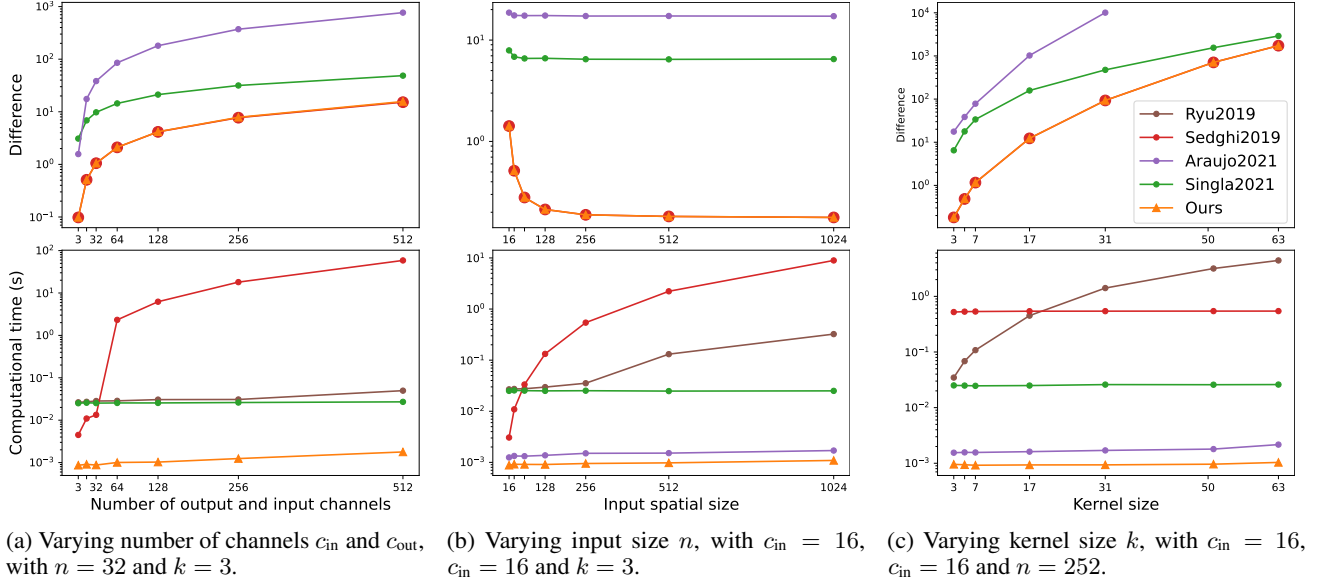 Difference
10³
10²
10¹
10⁰
10⁻¹
3 32 64 128 256 512
Computational time (s)
10²
10¹
10⁰
10⁻¹
10⁻²
10⁻³
3 32 64 128 256 512
Number of output and input channels
10¹
10⁰
16 128 256 512 1024
10¹
10⁰
10⁻¹
10⁻²
10⁻³
16 128 256 512 1024
Input spatial size
Difference
10⁴
10³
10²
10¹
10⁰
3 7 17 31 50 63
Ryu2019
Sedghi2019
Araujo2021
Singla2021
Ours
10⁰
10⁻¹
10⁻²
10⁻³
3 7 17 31 50 63
Kernel size
(a) Varying number of channels c_in and c_out,
with n = 32 and k = 3.
(b) Varying input size n, with c_in = 16,
c_in = 16 and k = 3.
(c) Varying kernel size k, with c_in = 16,
c_in = 16 and n = 252.